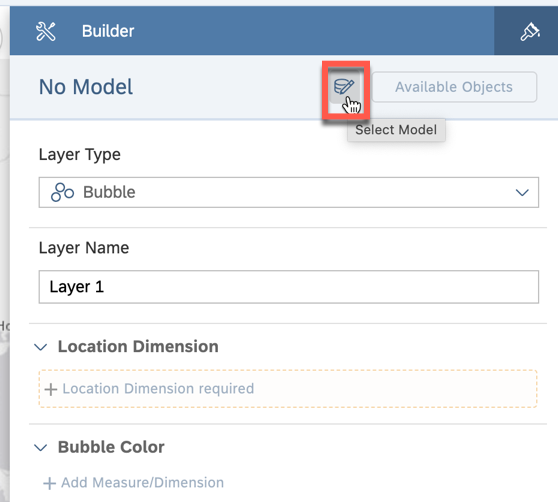 Builder
No Model
Available Objects
Select Model
Layer Type
Bubble
Layer Name
Layer 1
Location Dimension
Location Dimension required
Bubble Color
Add Measure/Dimension